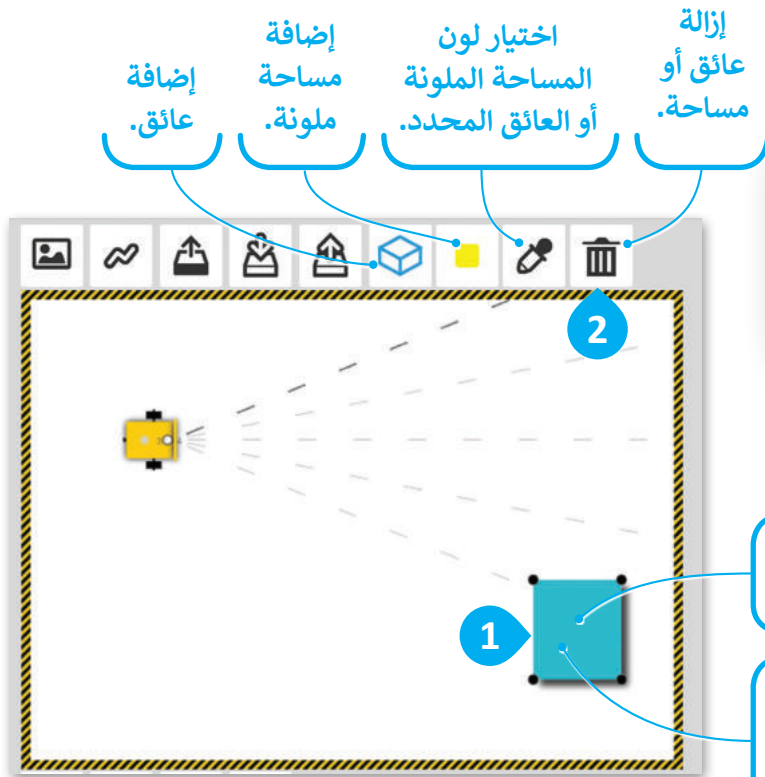 إزالة
عائق أو
مساحة.
اختيار لون
المساحة الملونة
أو العائق المحدد.
إضافة
مساحة
ملونة.
إضافة
عائق.
2
1